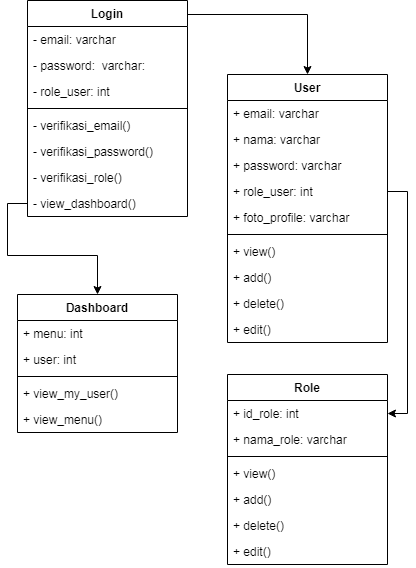 Login
- email: varchar
- password:  varchar:
- role_user: int
- verifikasi_email()
- verifikasi_password()
- verifikasi_role()
- view_dashboard()
User
+ email: varchar
+ nama: varchar
+ password: varchar
+ role_user: int
+ foto_profile: varchar
+ view()
+ add()
+ delete()
+ edit()
Dashboard
+ menu: int
+ user: int
+ view_my_user()
+ view_menu()
Role
+ id_role: int
+ nama_role: varchar
+ view()
+ add()
+ delete()
+ edit()